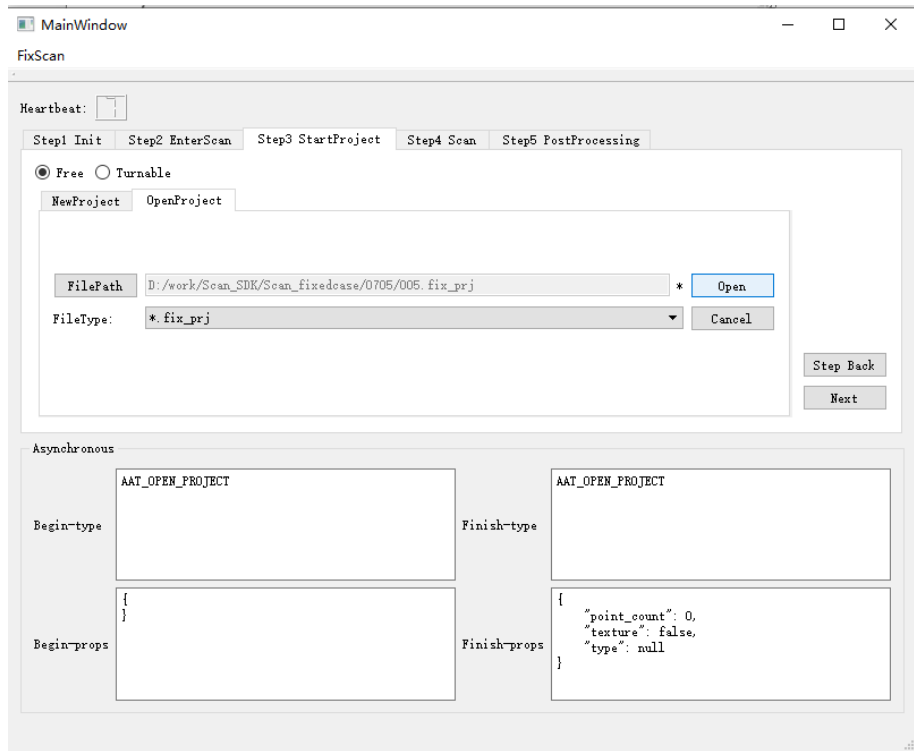 MainWindow
FixScan
Heartbeat:
Step1 Init Step2 EnterScan Step3 StartProject Step4 Scan Step5 PostProcessing
Free Turnable
NewProject OpenProject
FilePath D:/work/Scan_SDK/Scan_fixedcase/0705/005.fix_prj * Open
FileType: *.fix_prj Cancel
Step Back
Next
Asynchronous
AAT_OPEN_PROJECT AAT_OPEN_PROJECT
Begin-type Finish-type
{ {
} "point_count": 0,
"texture": false,
Begin-props Finish-props "type": null
}